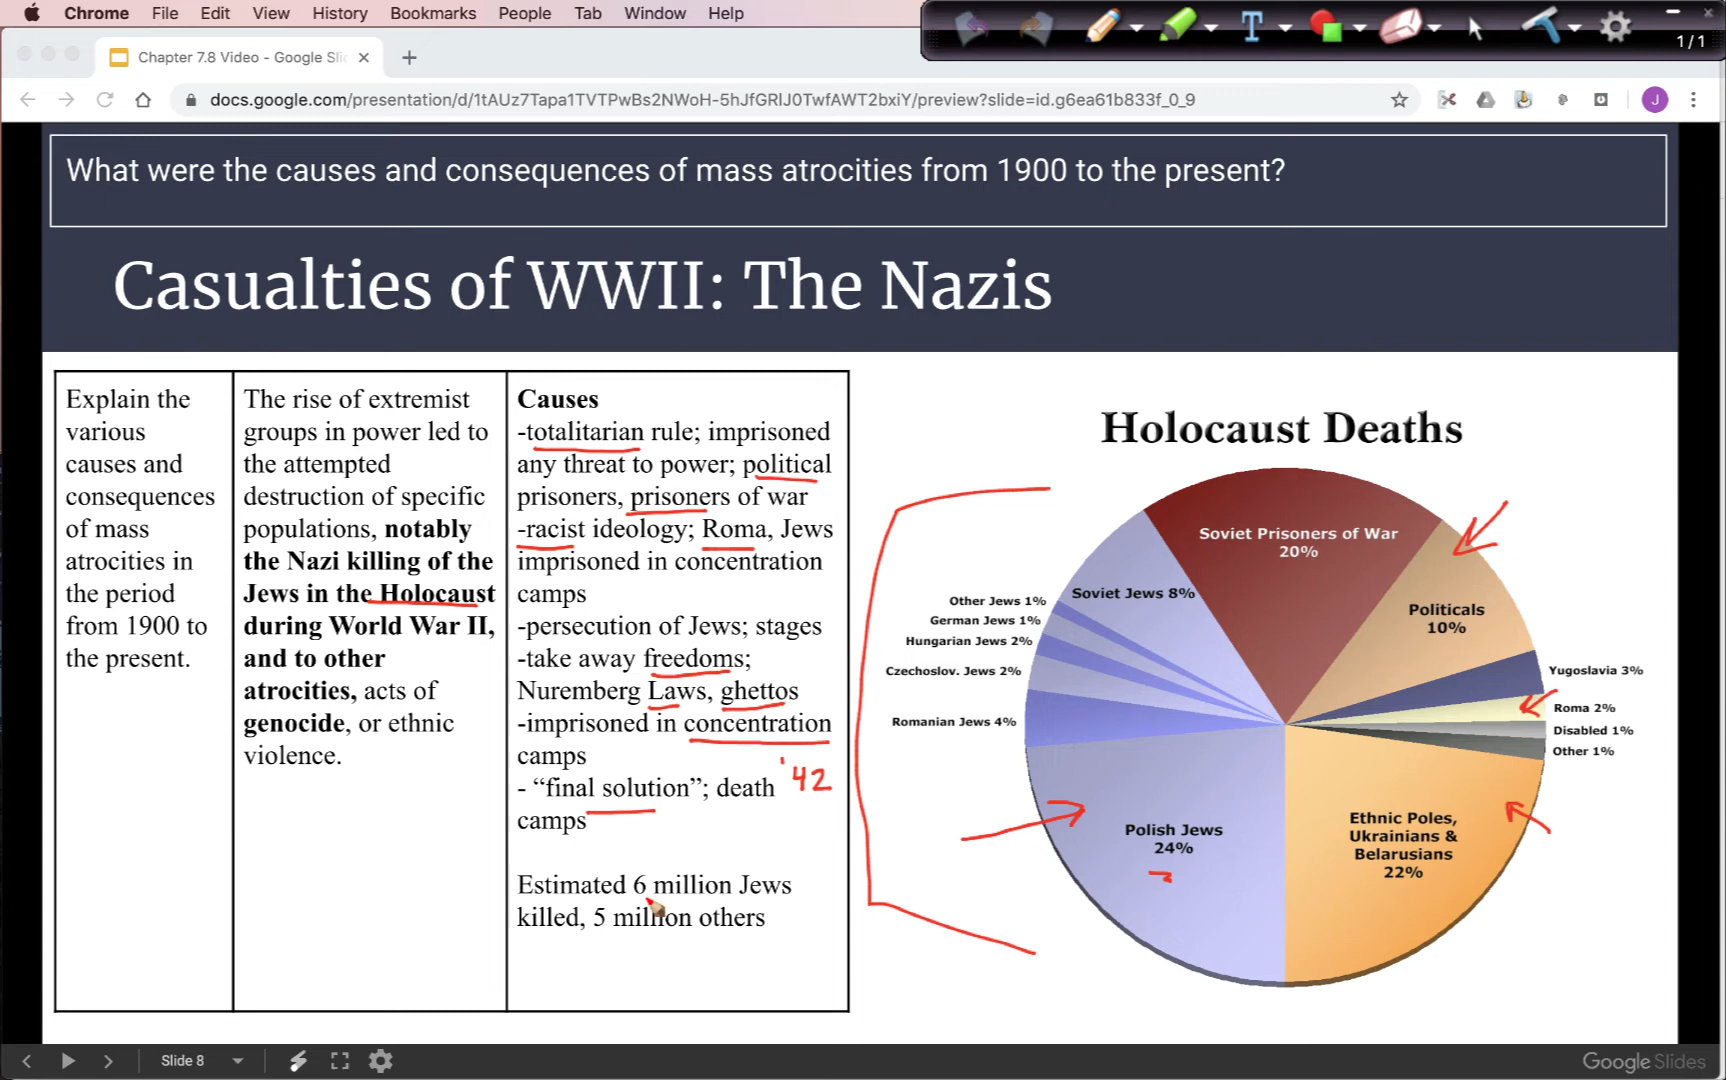 Chrome File Edit View History Bookmarks People Tab Window Help
1/1
Chapter 7.8 Video - Google Slid
docs.google.com/presentation/d/1tAUz7Tapa1TVTPwBs2NWoH-5hJfGRlJ0TwfAWT2bxiY/preview?slide=id.g6ea61b833f_0_9
J
What were the causes and consequences of mass atrocities from 1900 to the present?
Casualties of WWII: The Nazis
Explain the
various
causes and
consequences
of mass
atrocities in
the period
from 1900 to
the present.
The rise of extremist
groups in power led to
the attempted
destruction of specific
populations, notably
the Nazi killing of the
Jews in the Holocaust
during World War II,
and to other
atrocities, acts of
genocide, or ethnic
violence.
Causes
-totalitarian rule; imprisoned
any threat to power; political
prisoners, prisoners of war
-racist ideology; Roma, Jews
imprisoned in concentration
camps
-persecution of Jews; stages
-take away freedoms;
Nuremberg Laws, ghettos
-imprisoned in concentration
camps
- “final solution”; death '42
camps
Estimated 6 million Jews
killed, 5 million others
Holocaust Deaths
Soviet Prisoners of War
20%
Politicals
10%
Yugoslavia 3%
Roma 2%
Disabled 1%
Other 1%
Ethnic Poles,
Ukrainians &
Belarusians
22%
Polish Jews
24%
Romanian Jews 4%
Czechoslov. Jews 2%
Hungarian Jews 2%
German Jews 1%
Other Jews 1%
Soviet Jews 8%
Slide 8
Google Slides